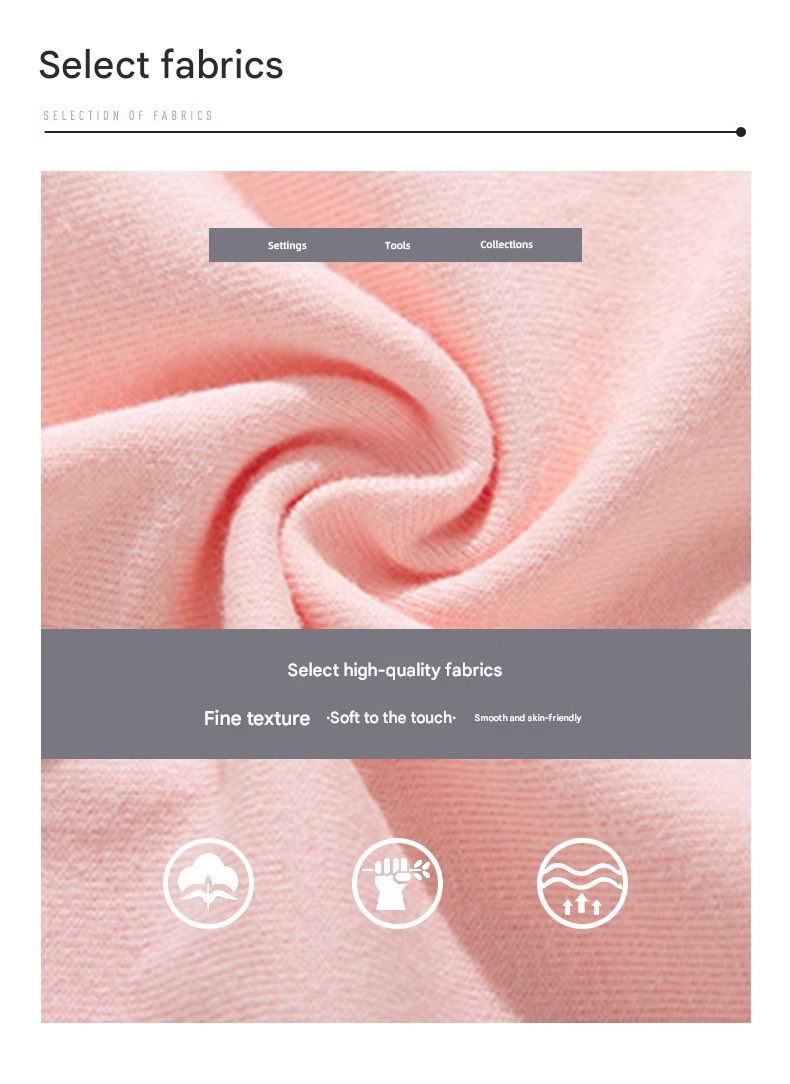 Select fabrics
SELECTION OF FABRICS
Settings Tools Collections
Select high-quality fabrics
Fine texture ·Soft to the touch· Smooth and skin-friendly